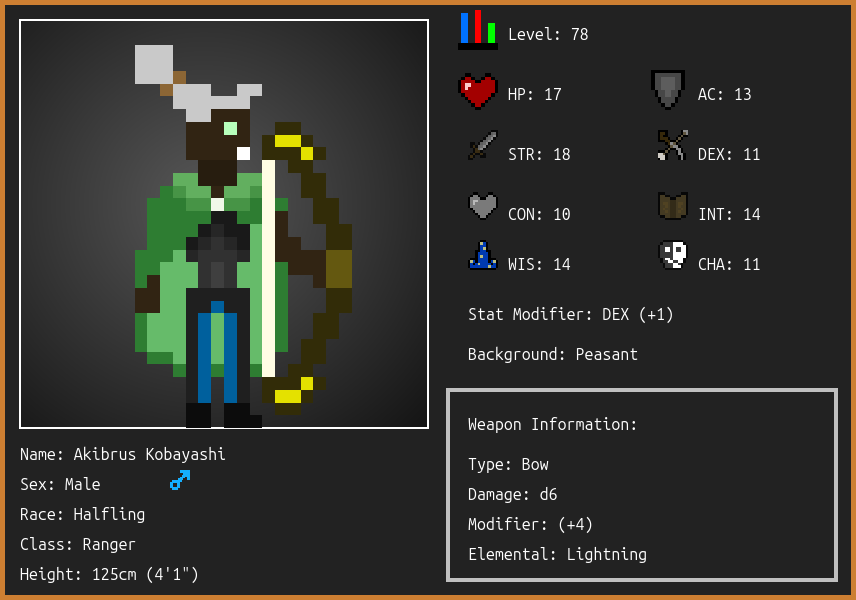 Level: 78
HP: 17
AC: 13
STR: 18
DEX: 11
CON: 10
INT: 14
WIS: 14
CHA: 11
Stat Modifier: DEX (+1)
Background: Peasant
Weapon Information:
Type: Bow
Damage: d6
Modifier: (+4)
Elemental: Lightning
Name: Akibrus Kobayashi
Sex: Male
Race: Halfling
Class: Ranger
Height: 125cm (4'1")